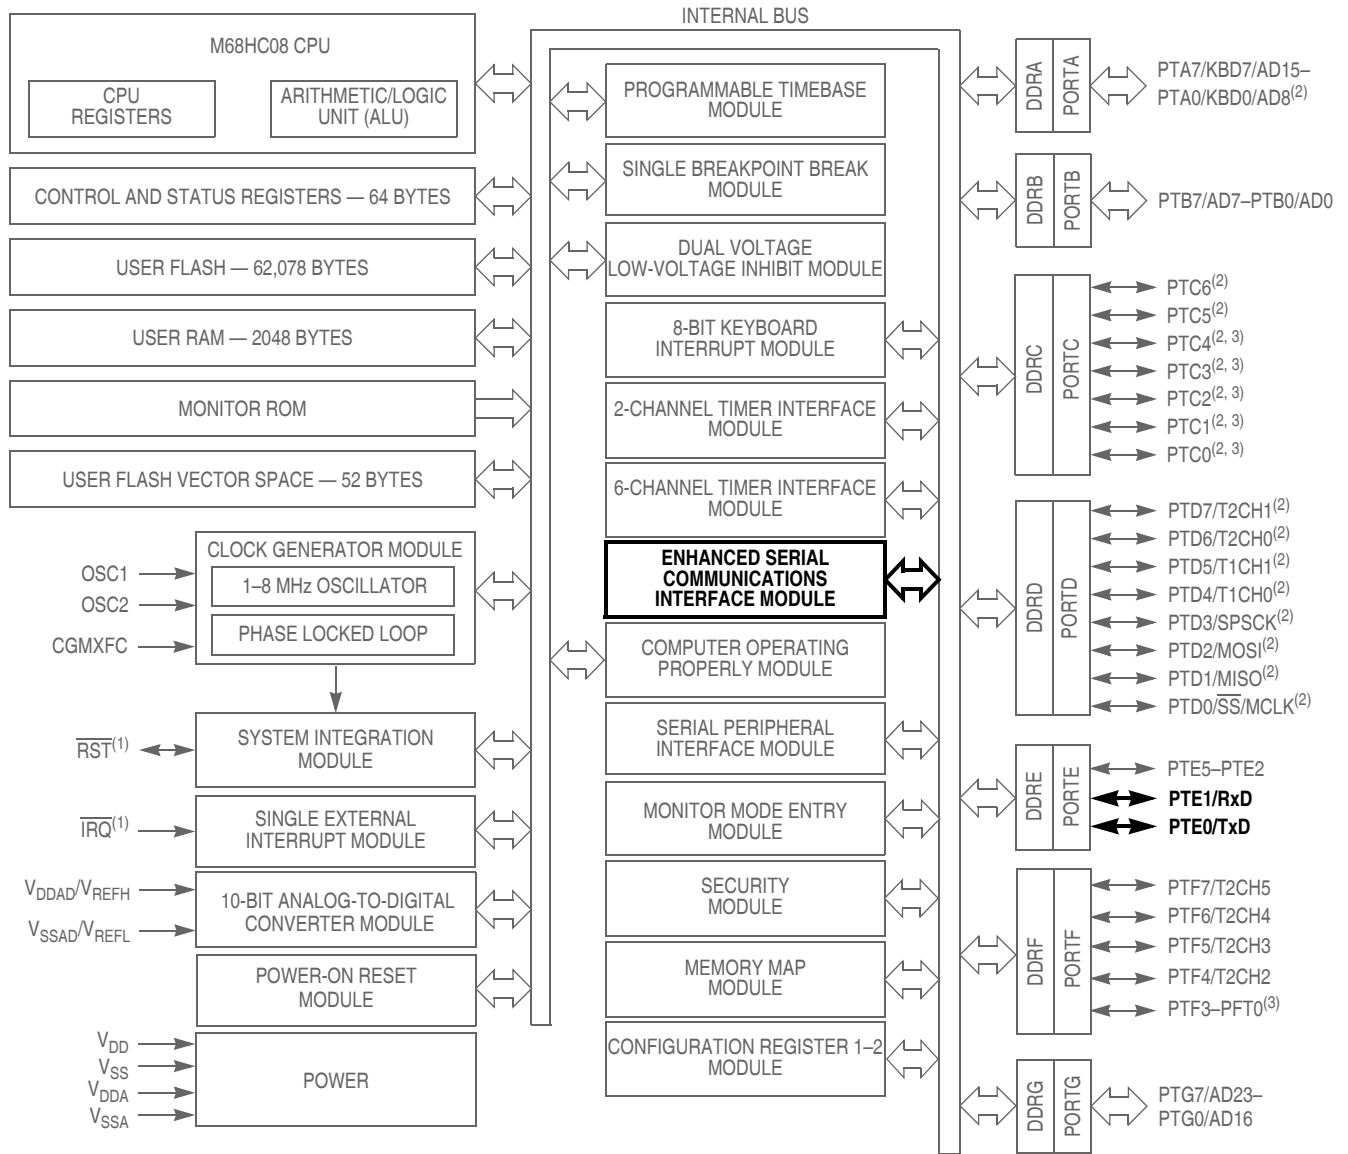 INTERNAL BUS
M68HC08 CPU
CPU
REGISTERS
ARITHMETIC/LOGIC
UNIT (ALU)
CONTROL AND STATUS REGISTERS — 64 BYTES
USER FLASH — 62,078 BYTES
USER RAM — 2048 BYTES
MONITOR ROM
USER FLASH VECTOR SPACE — 52 BYTES
CLOCK GENERATOR MODULE
1–8 MHz OSCILLATOR
PHASE LOCKED LOOP
OSC1
OSC2
CGMXFC
SYSTEM INTEGRATION
MODULE
RST(1)
SINGLE EXTERNAL
INTERRUPT MODULE
IRQ(1)
10-BIT ANALOG-TO-DIGITAL
CONVERTER MODULE
VDDAD/VREFH
VSSAD/VREFL
POWER-ON RESET
MODULE
POWER
VDD
VSS
VDDA
VSSA
PROGRAMMABLE TIMEBASE
MODULE
SINGLE BREAKPOINT BREAK
MODULE
DUAL VOLTAGE
LOW-VOLTAGE INHIBIT MODULE
8-BIT KEYBOARD
INTERRUPT MODULE
2-CHANNEL TIMER INTERFACE
MODULE
6-CHANNEL TIMER INTERFACE
MODULE
ENHANCED SERIAL
COMMUNICATIONS
INTERFACE MODULE
COMPUTER OPERATING
PROPERLY MODULE
SERIAL PERIPHERAL
INTERFACE MODULE
MONITOR MODE ENTRY
MODULE
SECURITY
MODULE
MEMORY MAP
MODULE
CONFIGURATION REGISTER 1–2
MODULE
DDRA
PORTA
PTA7/KBD7/AD15–
PTA0/KBD0/AD8(2)
DDRB
PORTB
PTB7/AD7–PTB0/AD0
DDRC
PORTC
PTC6(2)
PTC5(2)
PTC4(2, 3)
PTC3(2, 3)
PTC2(2, 3)
PTC1(2, 3)
PTC0(2, 3)
DDRD
PORTD
PTD7/T2CH1(2)
PTD6/T2CH0(2)
PTD5/T1CH1(2)
PTD4/T1CH0(2)
PTD3/SPSCK(2)
PTD2/MOSI(2)
PTD1/MISO(2)
PTD0/SS/MCLK(2)
DDRE
PORTE
PTE5–PTE2
PTE1/RxD
PTE0/TxD
DDRF
PORTF
PTF7/T2CH5
PTF6/T2CH4
PTF5/T2CH3
PTF4/T2CH2
PTF3–PFT0(3)
DDRG
PORTG
PTG7/AD23–
PTG0/AD16